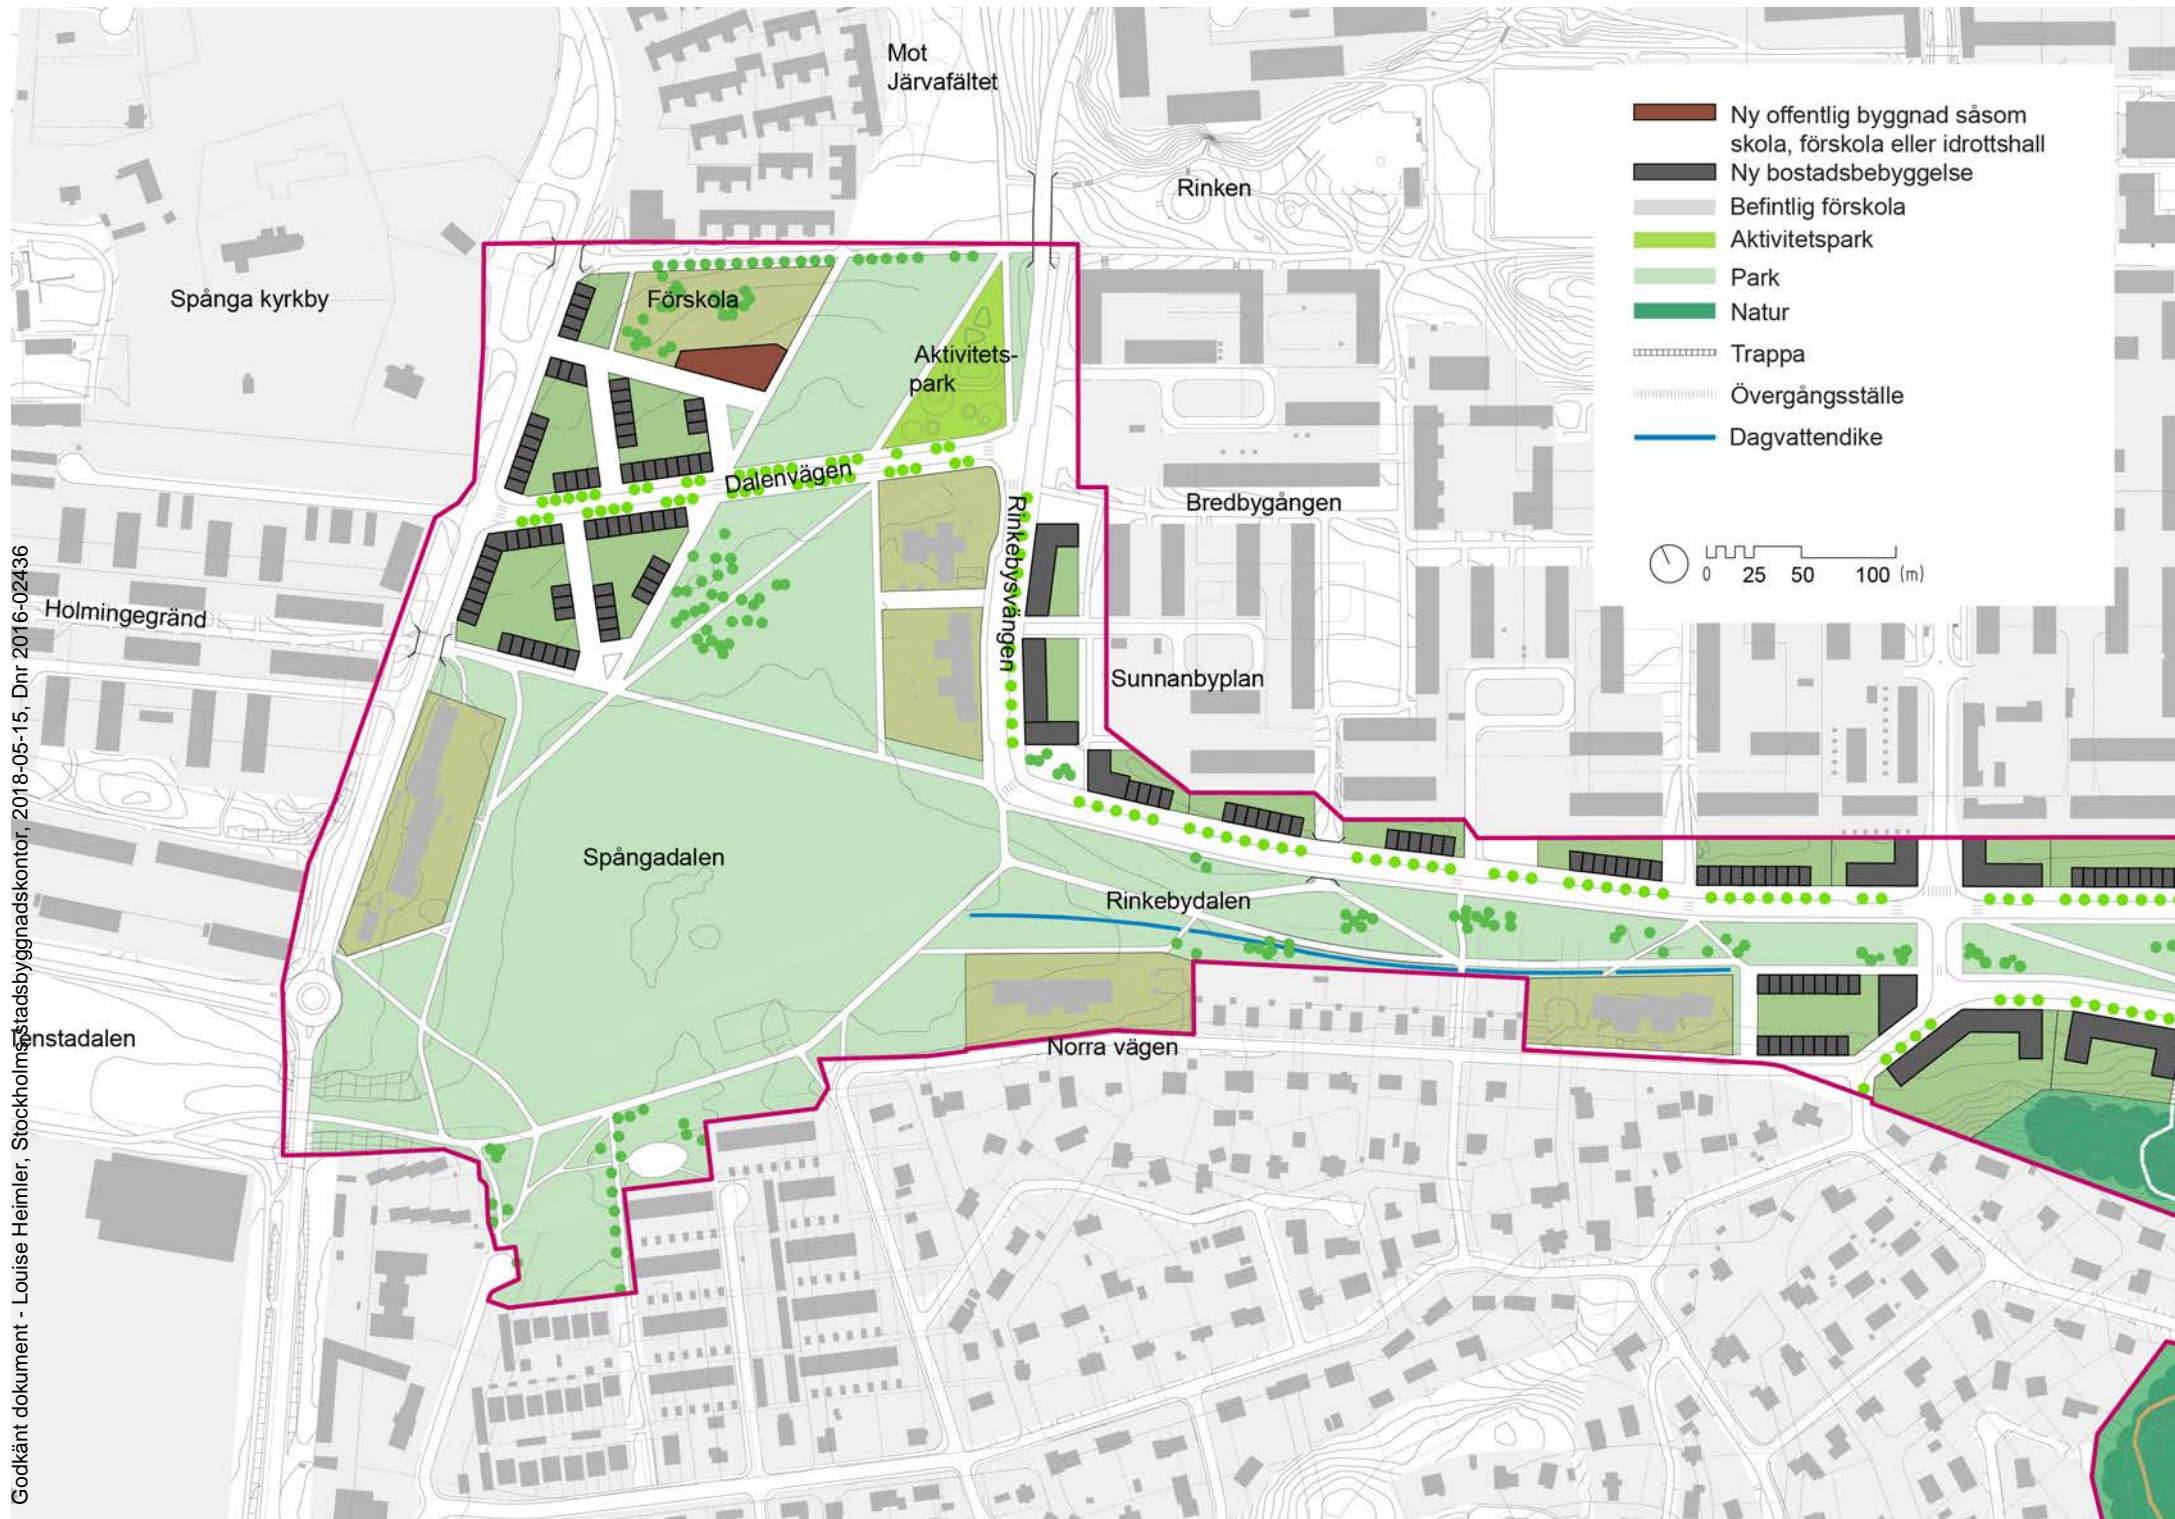 Mot
Järvafältet
Rinken
Spånga kyrkby
Förskola
Aktivitets-
park
Dalenvägen
Rinkebysvängen
Bredbygången
Holmingegränd
Sunnanbyplan
Spångadalen
Rinkebydalen
Tenstadalen
Norra vägen
Ny offentlig byggnad såsom
skola, förskola eller idrottshall
Ny bostadsbebyggelse
Befintlig förskola
Aktivitetspark
Park
Natur
Trappa
Övergångsställe
Dagvattendike
0 25 50 100 (m)
Godkänt dokument - Louise Heimler, Stockholms stadsbyggnadskontor, 2018-05-15, Dnr 2016-02436